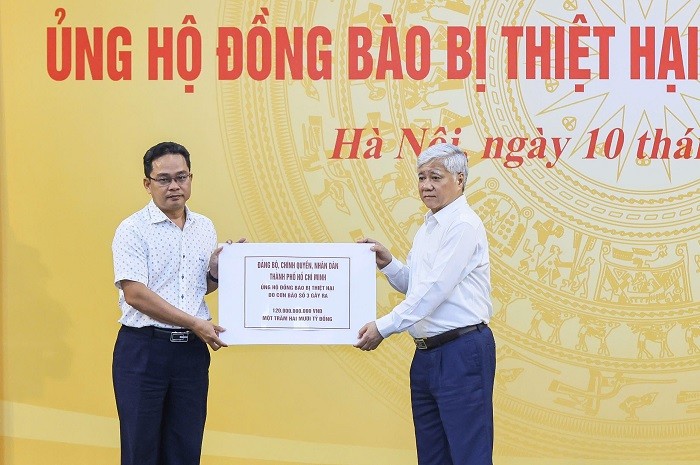 ỦNG HỘ ĐỒNG BÀO BỊ THIỆT HẠI
Hà Nội, ngày 10 thá
ĐẢNG BỘ, CHÍNH QUYỀN, NHÂN DÂN
THÀNH PHỐ HỒ CHÍ MINH
ỦNG HỘ ĐỒNG BÀO BỊ THIỆT HẠI
DO CƠN BÃO SỐ 3 GÂY RA
120.000.000.000 VNĐ
MỘT TRĂM HAI MƯƠI TỶ ĐỒNG